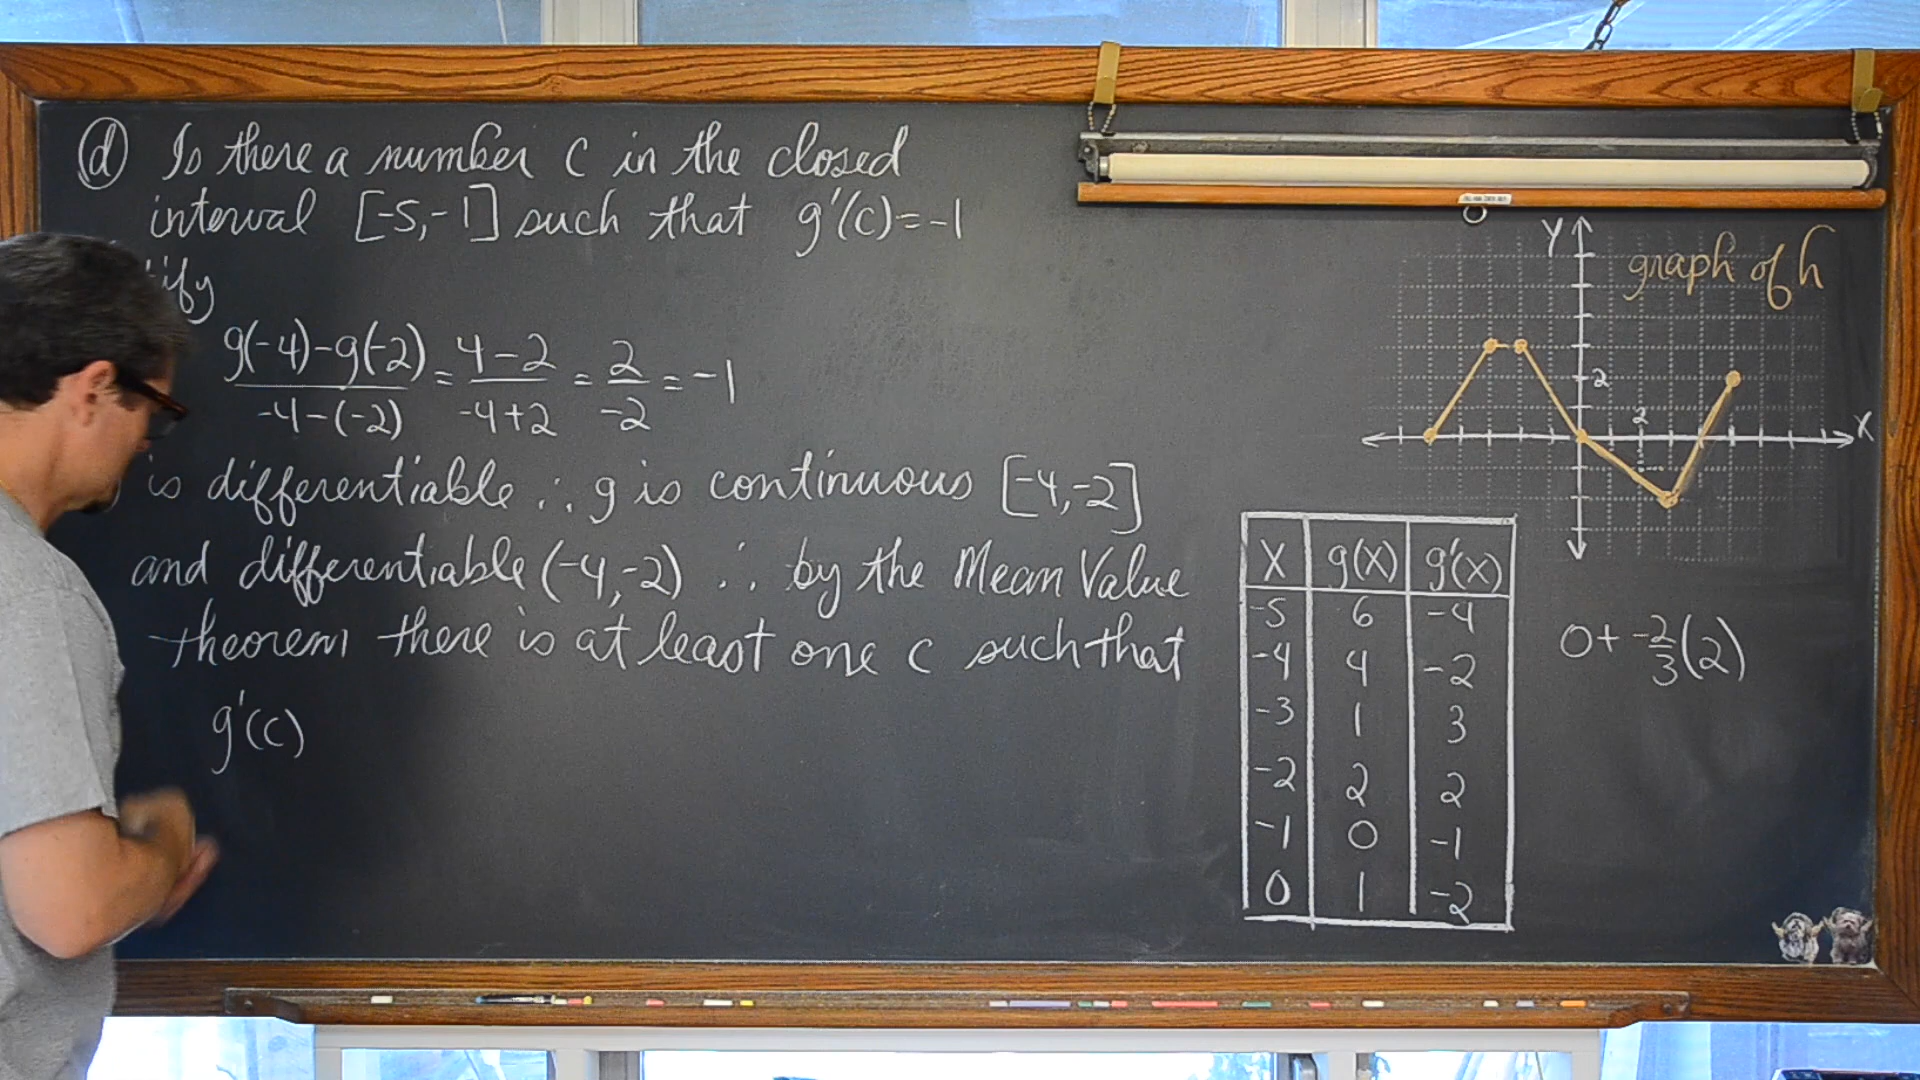 (d) Is there a number c in the closed
interval [-5,-1] such that g'(c)=-1
ify
g(-4)-g(-2) / -4-(-2) = 4-2 / -4+2 = 2 / -2 = -1
is differentiable ∴ g is continuous [-4,-2]
and differentiable (-4,-2) ∴ by the Mean Value
theorem there is at least one c such that
g'(c)
Y
graph of h
2
2
X
X g(X) g'(X)
-5 6 -4
-4 4 -2
-3 1 3
-2 2 2
-1 0 -1
0 1 -2
0+ -2/3(2)